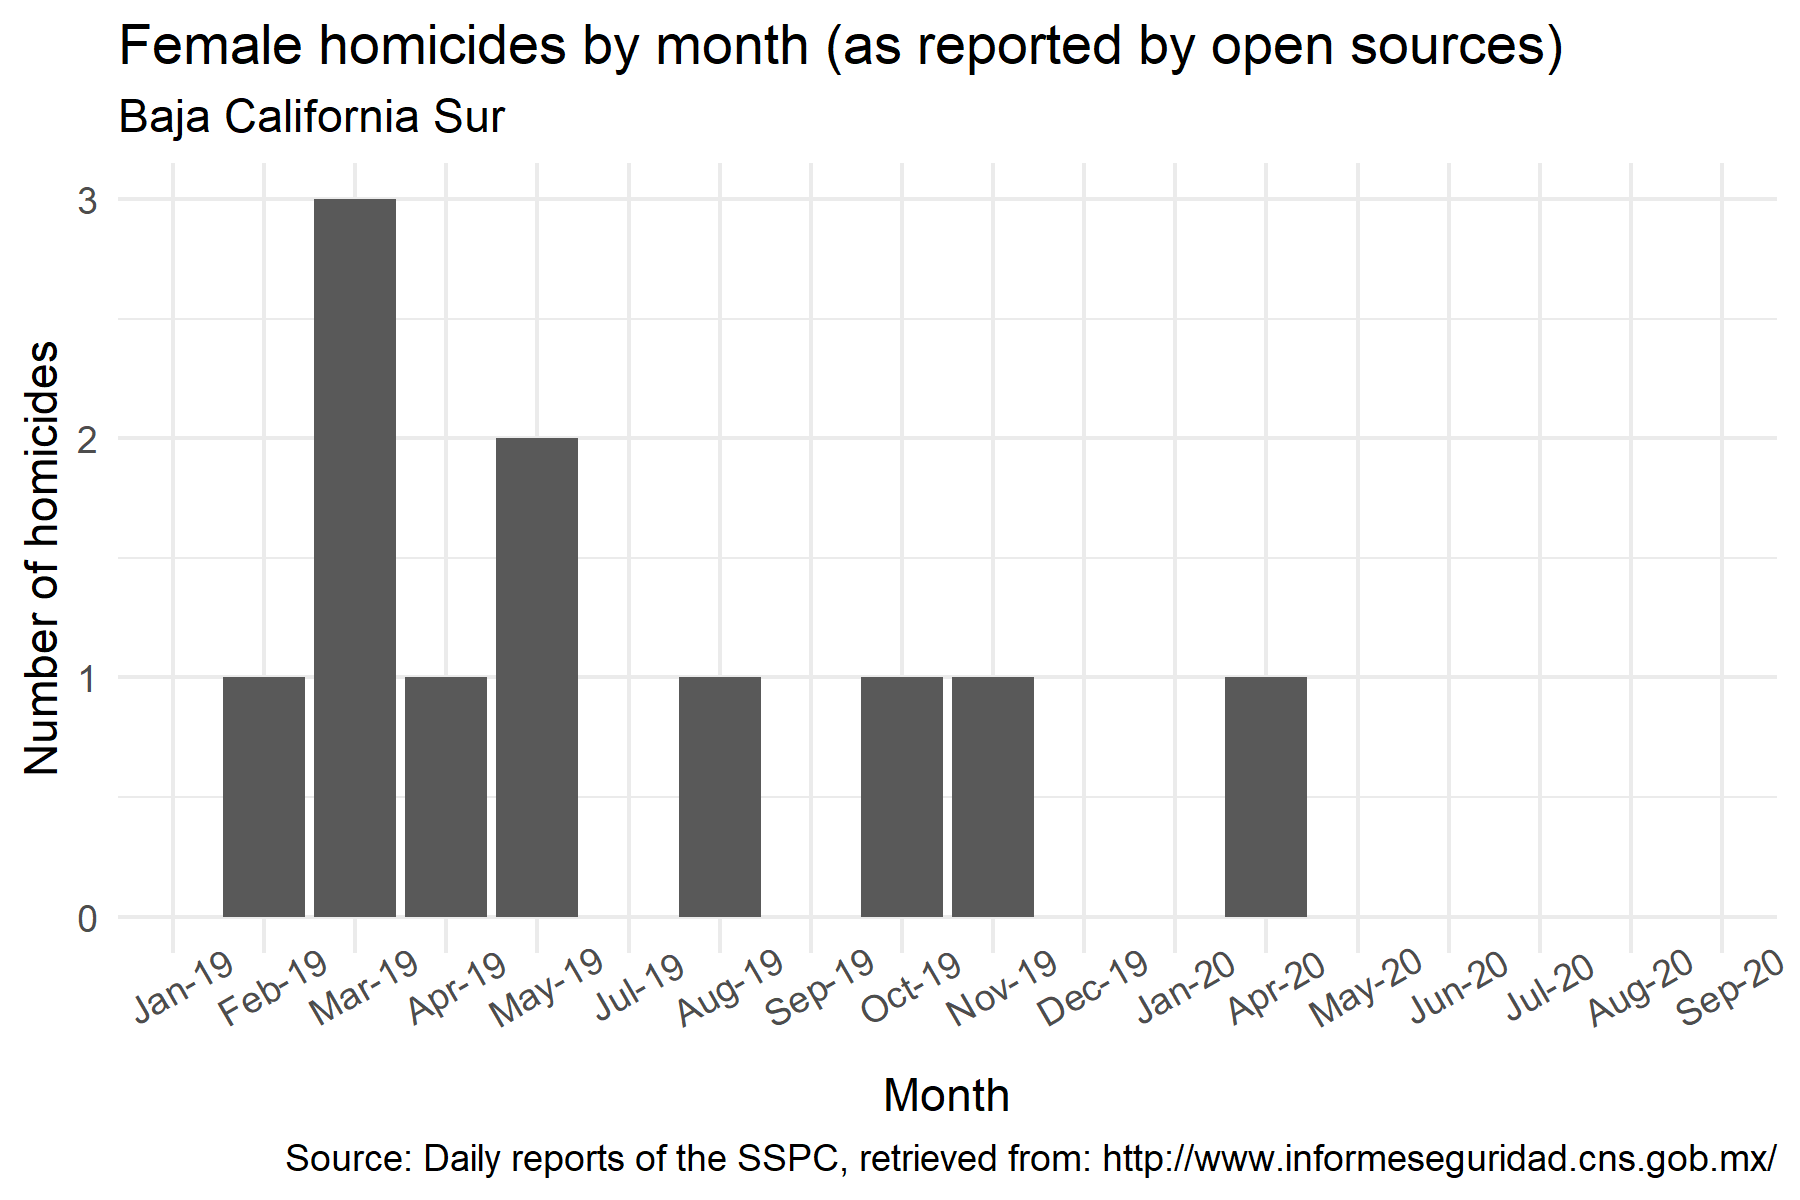 Female homicides by month (as reported by open sources)
Baja California Sur
Number of homicides
3
2
1
0
Jan-19
Feb-19
Mar-19
Apr-19
May-19
Jul-19
Aug-19
Sep-19
Oct-19
Nov-19
Dec-19
Jan-20
Apr-20
May-20
Jun-20
Jul-20
Aug-20
Sep-20
Month
Source: Daily reports of the SSPC, retrieved from: http://www.informeseguridad.cns.gob.mx/